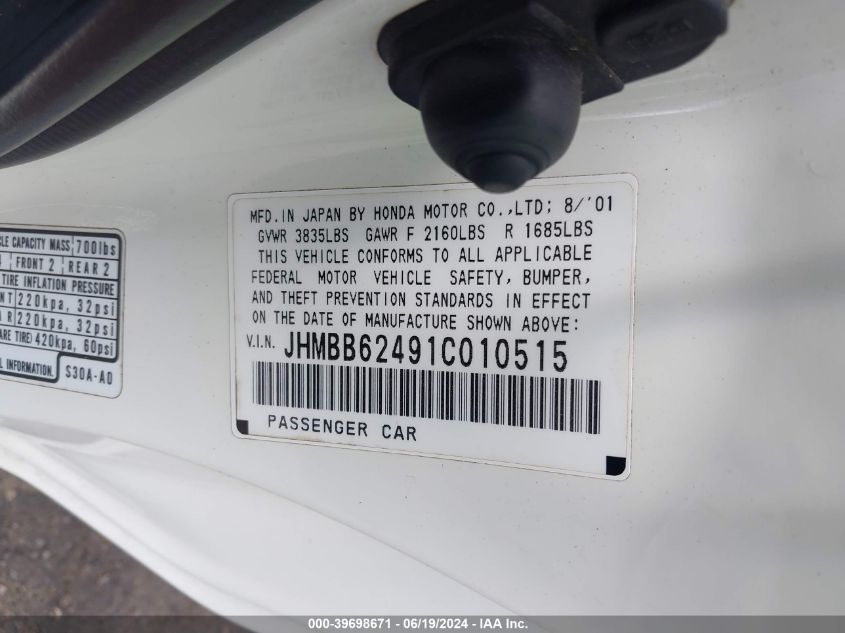 MFD. IN JAPAN BY HONDA MOTOR CO.,LTD; 8/'01
GVWR 3835LBS GAWR F 2160LBS R 1685LBS
THIS VEHICLE CONFORMS TO ALL APPLICABLE
FEDERAL MOTOR VEHICLE SAFETY, BUMPER,
AND THEFT PREVENTION STANDARDS IN EFFECT
ON THE DATE OF MANUFACTURE SHOWN ABOVE:
V.I.N. JHMBB62491C010515
PASSENGER CAR
CAPACITY MASS 700lbs
FRONT 2 REAR 2
TIRE INFLATION PRESSURE
220kpa, 32psi
220kpa, 32psi
TIRE) 420kpa, 60psi
INFORMATION. S30A-A0
000-39698671 - 06/19/2024 - IAA Inc.